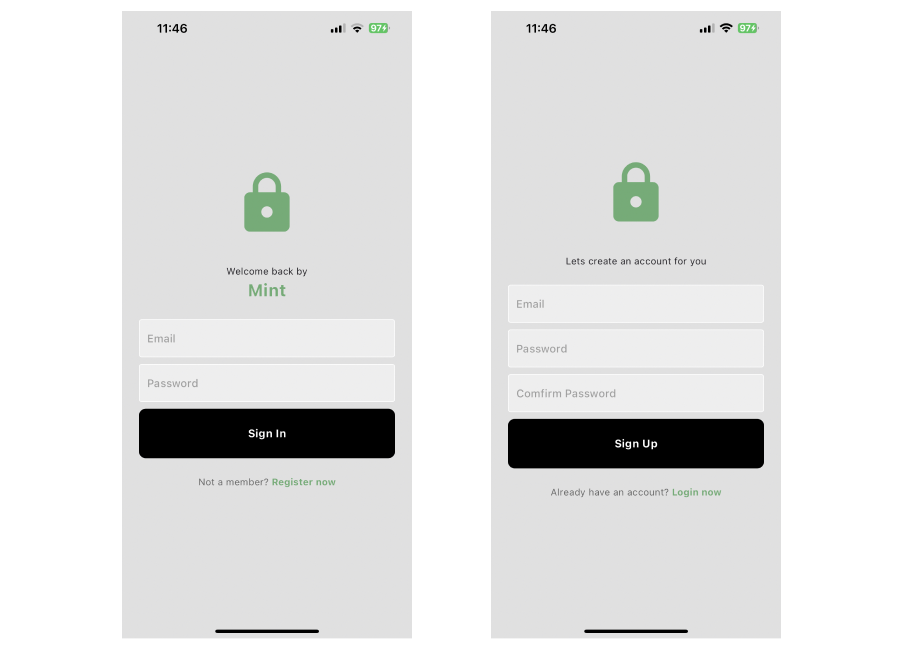 11:46
97
Welcome back by
Mint
Email
Password
Sign In
Not a member? Register now
11:46
97
Lets create an account for you
Email
Password
Comfirm Password
Sign Up
Already have an account? Login now